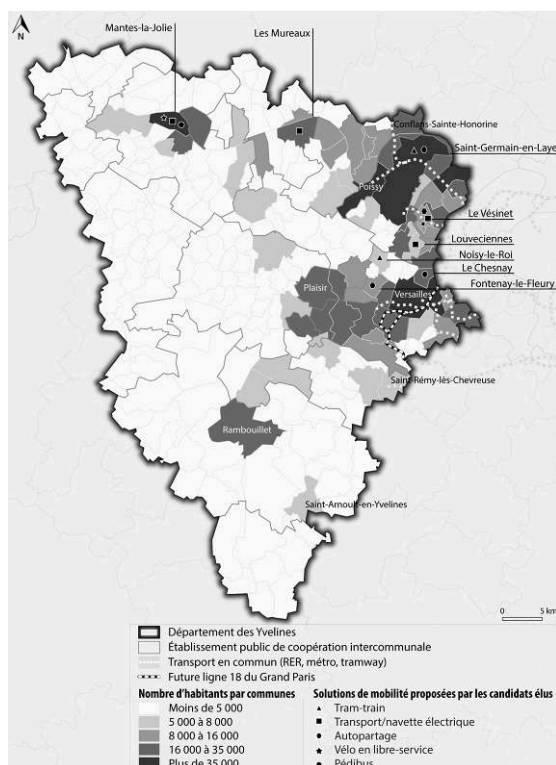 Mantes-la-Jolie
Les Mureaux
N
Conflans-Sainte-Honorine
Saint-Germain-en-Laye
Poissy
Le Vésinet
Louveciennes
Noisy-le-Roi
Le Chesnay
Plaisir
Versailles
Fontenay-le-Fleury
Saint-Rémy-lès-Chevreuse
Rambouillet
Saint-Arnoult-en-Yvelines
0 5 km
Département des Yvelines
Établissement public de coopération intercommunale
Transport en commun (RER, métro, tramway)
Future ligne 18 du Grand Paris
Nombre d'habitants par communes
Moins de 5 000
5 000 à 8 000
8 000 à 16 000
16 000 à 35 000
Plus de 35 000
Solutions de mobilité proposées par les candidats élus
Tram-train
Transport/navette électrique
Autopartage
Vélo en libre-service
Pédibus